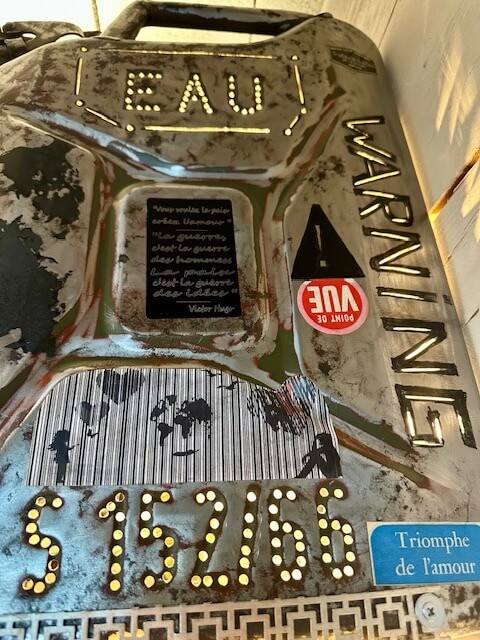 EAU
WARNING
"Vous voulez la paix
créez l'amour"
"la guerre,
c'est la guerre
des hommes
La paix
c'est la guerre
des idées"
Victor Hugo
!
POINT DE
VUE
S 152/66
Triomphe
de l'amour